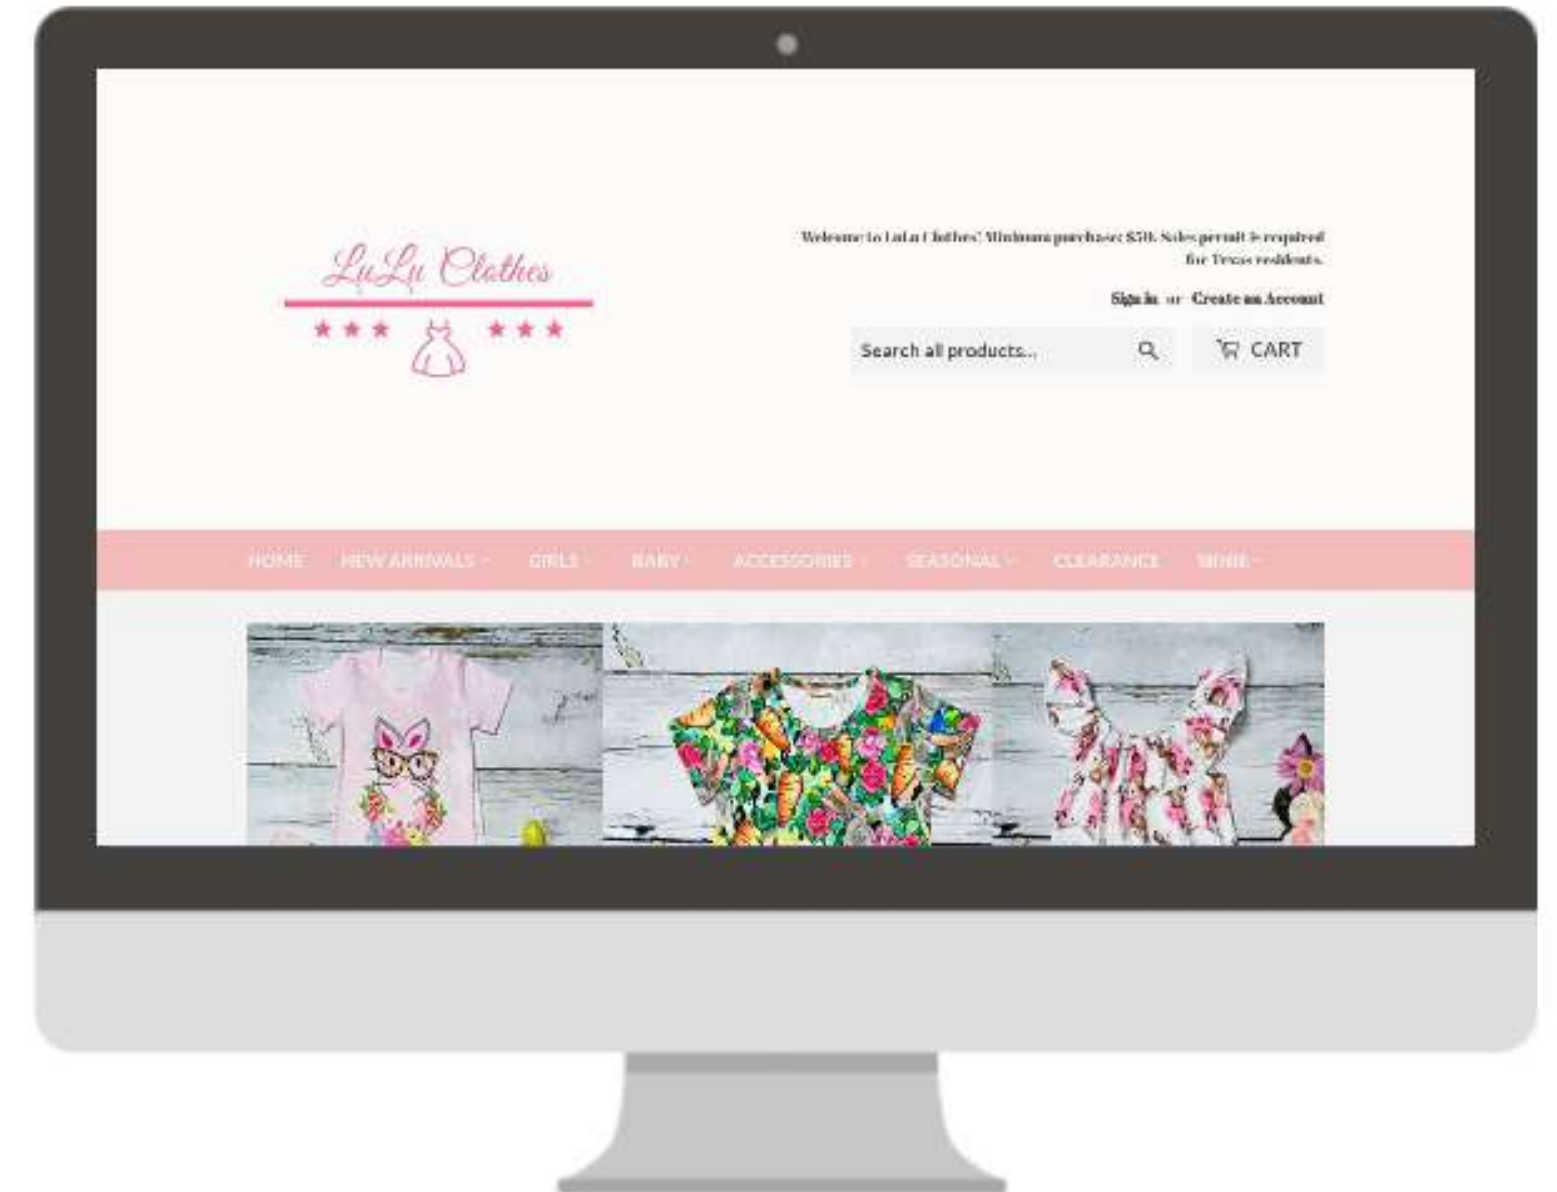 LuLu Clothes
Welcome to LuLu Clothes! Minimum purchase: $50. Sales permit is required
for Texas residents.
Sign in or Create an Account
Search all products...
CART
HOME NEW ARRIVALS GIRLS BABY ACCESSORIES SEASONAL CLEARANCE MORE